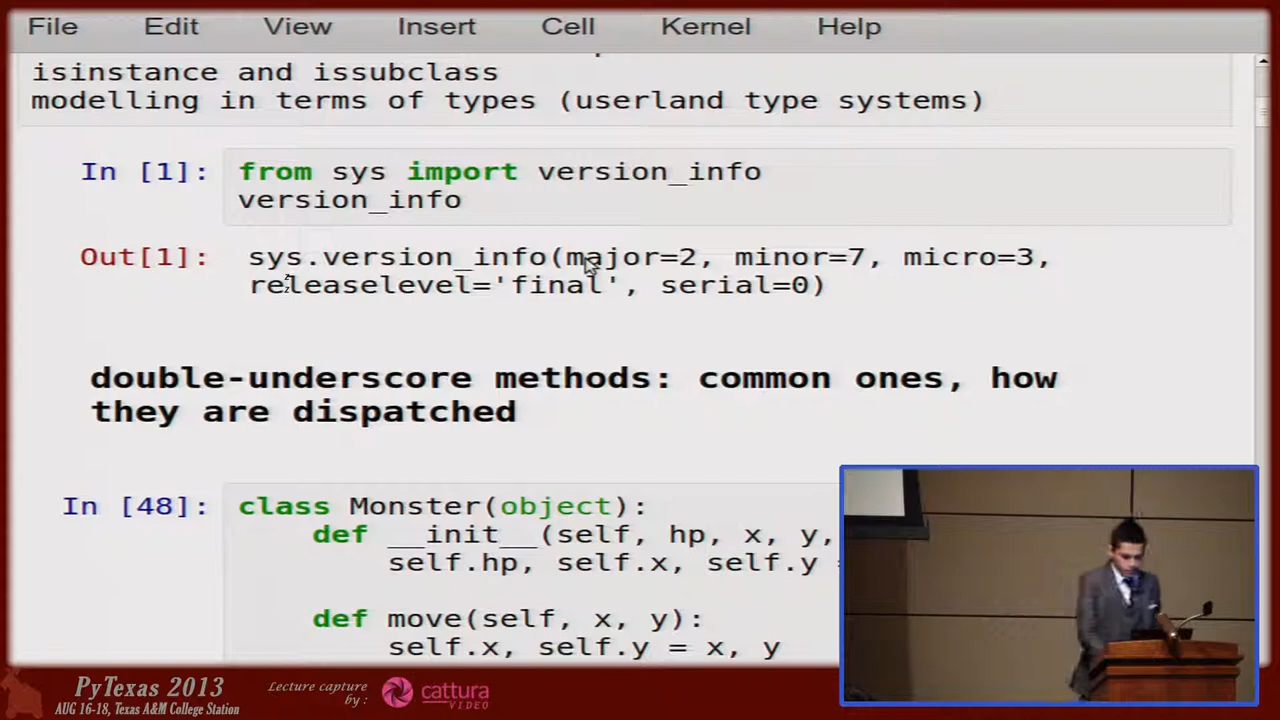 File Edit View Insert Cell Kernel Help
isinstance and issubclass
modelling in terms of types (userland type systems)
In [1]: from sys import version_info
version_info
Out[1]: sys.version_info(major=2, minor=7, micro=3,
releaselevel='final', serial=0)
double-underscore methods: common ones, how
they are dispatched
In [48]: class Monster(object):
def __init__(self, hp, x, y,
self.hp, self.x, self.y =
def move(self, x, y):
self.x, self.y = x, y
PyTexas 2013
AUG 16-18, Texas A&M College Station
Lecture capture
by :
cattura
VIDEO